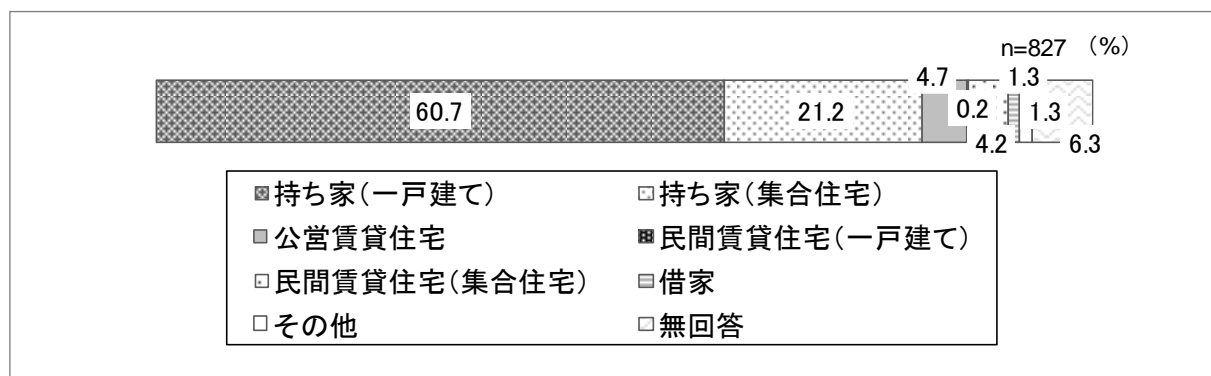 n=827 (%)
4.7 1.3
60.7 21.2 0.2 1.3
4.2 6.3
持ち家(一戸建て) 持ち家(集合住宅)
公営賃貸住宅 民間賃貸住宅(一戸建て)
民間賃貸住宅(集合住宅) 借家
その他 無回答